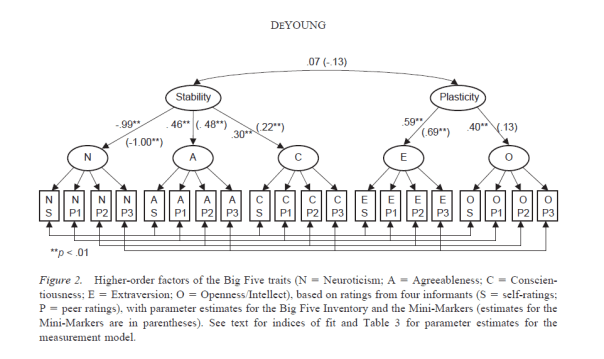 DEYOUNG
.07 (-.13)
Stability Plasticity
-.99** .46** (.48**) (.22**) .59** .40** (.13)
(-1.00**) .30** (.69**)
N A C E O
N N N N A A A A C C C C E E E E O O O O
S P1 P2 P3 S P1 P2 P3 S P1 P2 P3 S P1 P2 P3 S P1 P2 P3
**p < .01
Figure 2. Higher-order factors of the Big Five traits (N = Neuroticism; A = Agreeableness; C = Conscien-
tiousness; E = Extraversion; O = Openness/Intellect), based on ratings from four informants (S = self-ratings;
P = peer ratings), with parameter estimates for the Big Five Inventory and the Mini-Markers (estimates for the
Mini-Markers are in parentheses). See text for indices of fit and Table 3 for parameter estimates for the
measurement model.